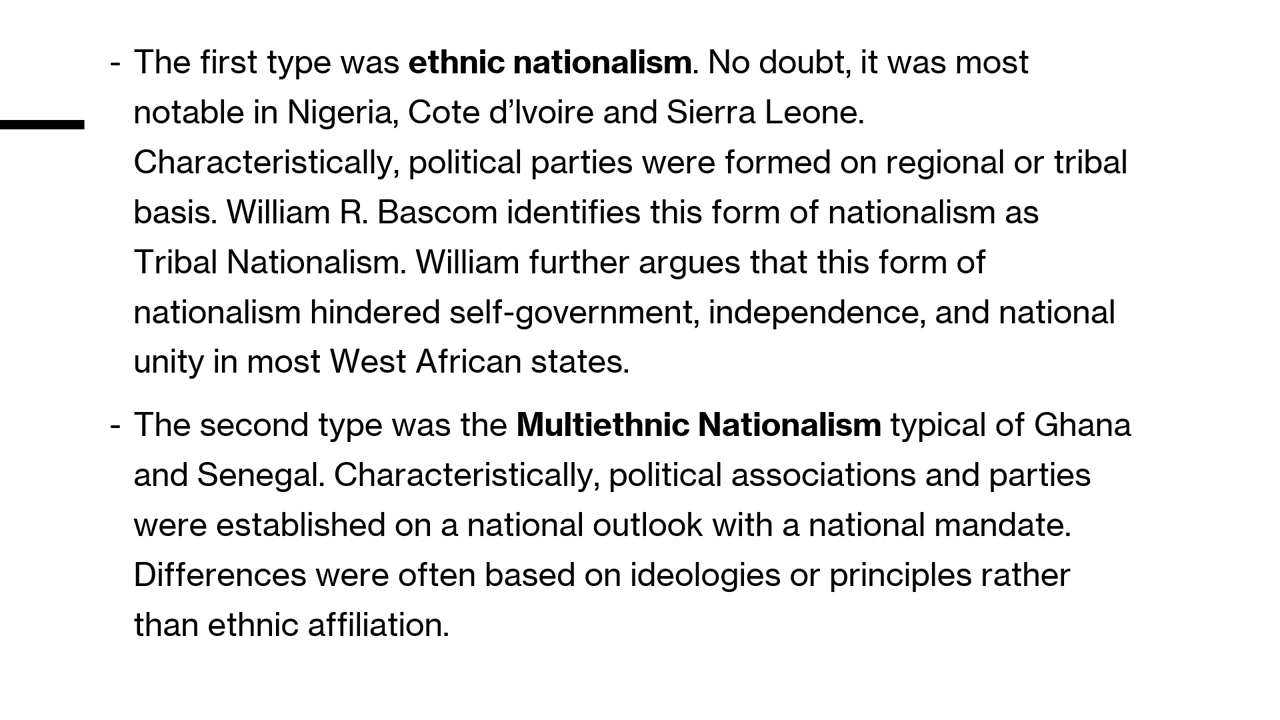 - The first type was ethnic nationalism. No doubt, it was most
notable in Nigeria, Cote d’Ivoire and Sierra Leone.
Characteristically, political parties were formed on regional or tribal
basis. William R. Bascom identifies this form of nationalism as
Tribal Nationalism. William further argues that this form of
nationalism hindered self-government, independence, and national
unity in most West African states.
- The second type was the Multiethnic Nationalism typical of Ghana
and Senegal. Characteristically, political associations and parties
were established on a national outlook with a national mandate.
Differences were often based on ideologies or principles rather
than ethnic affiliation.